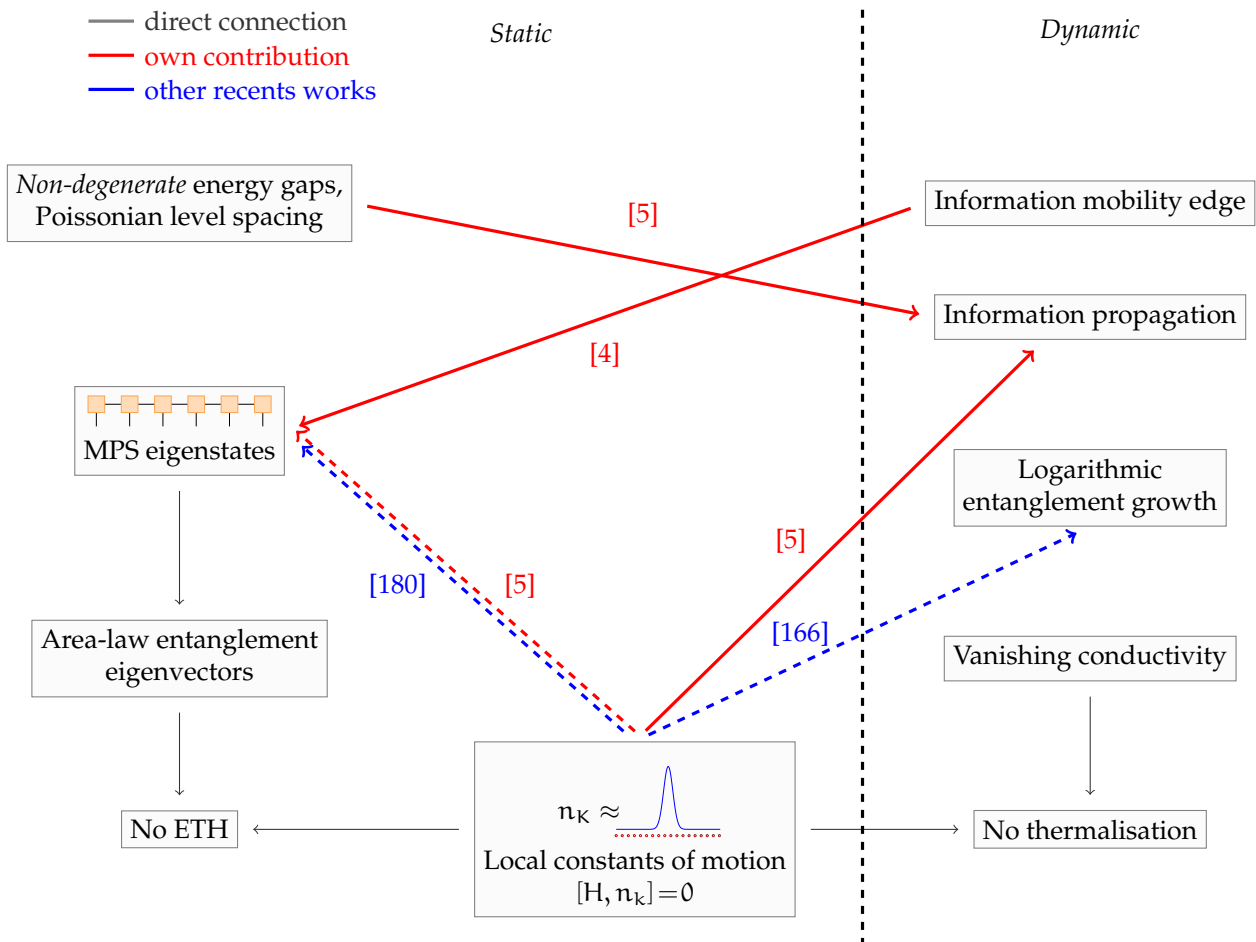 direct connection
own contribution
other recents works
Static
Dynamic
Non-degenerate energy gaps,
Poissonian level spacing
[5]
Information mobility edge
Information propagation
[4]
MPS eigenstates
Logarithmic
entanglement growth
[5]
[180]
[5]
[166]
Area-law entanglement
eigenvectors
Vanishing conductivity
n_K ≈
No ETH
No thermalisation
Local constants of motion
[H, n_k] = 0